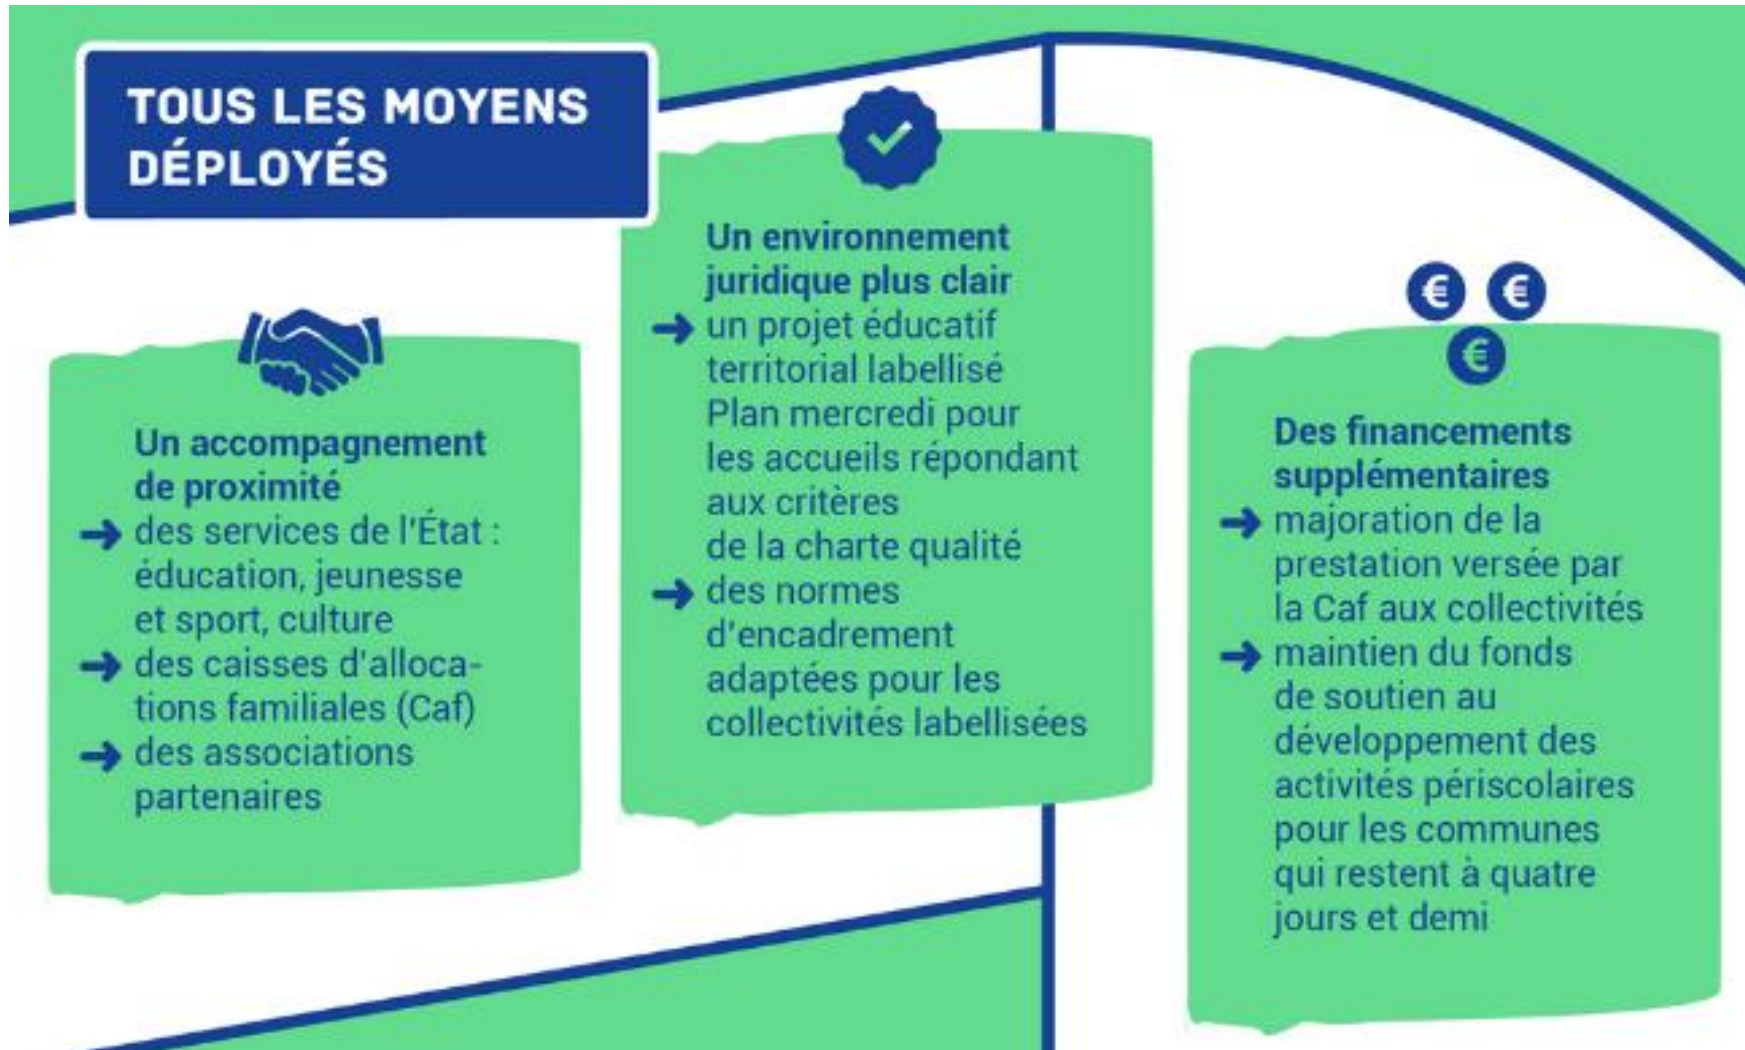 TOUS LES MOYENS
DÉPLOYÉS
Un accompagnement
de proximité
➔ des services de l'État :
éducation, jeunesse
et sport, culture
➔ des caisses d'alloca-
tions familiales (Caf)
➔ des associations
partenaires
Un environnement
juridique plus clair
➔ un projet éducatif
territorial labellisé
Plan mercredi pour
les accueils répondant
aux critères
de la charte qualité
➔ des normes
d'encadrement
adaptées pour les
collectivités labellisées
€ €
€
Des financements
supplémentaires
➔ majoration de la
prestation versée par
la Caf aux collectivités
➔ maintien du fonds
de soutien au
développement des
activités périscolaires
pour les communes
qui restent à quatre
jours et demi